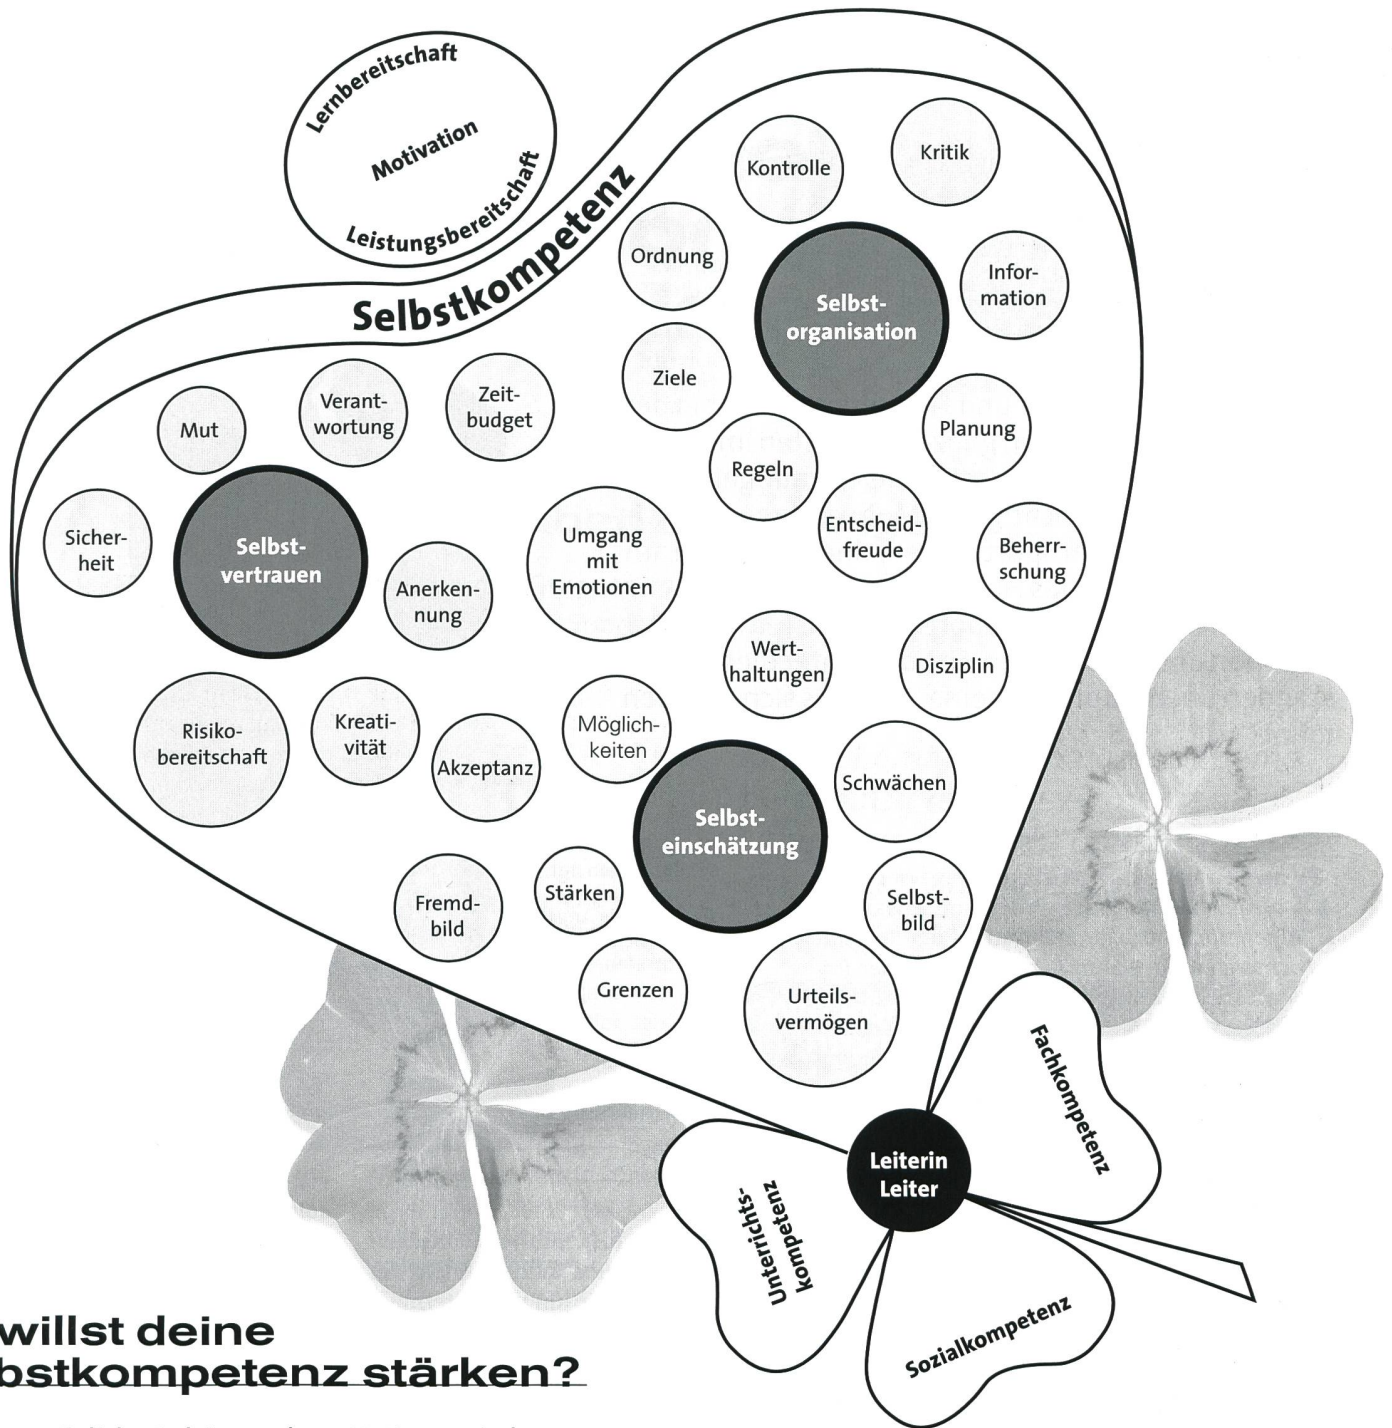 Lernbereitschaft
Motivation
Leistungsbereitschaft
Selbstkompetenz
Kontrolle
Kritik
Ordnung
Selbst-
organisation
Infor-
mation
Ziele
Planung
Regeln
Entscheid-
freude
Beherr-
schung
Mut
Verant-
wortung
Zeit-
budget
Sicher-
heit
Selbst-
vertrauen
Anerken-
nung
Umgang
mit
Emotionen
Wert-
haltungen
Disziplin
Risiko-
bereitschaft
Kreati-
vität
Akzeptanz
Möglich-
keiten
Selbst-
einschätzung
Schwächen
Fremd-
bild
Stärken
Selbst-
bild
Grenzen
Urteils-
vermögen
Fachkompetenz
Leiterin
Leiter
Unterrichts-
kompetenz
Sozialkompetenz
willst deine
bstkompetenz stärken?